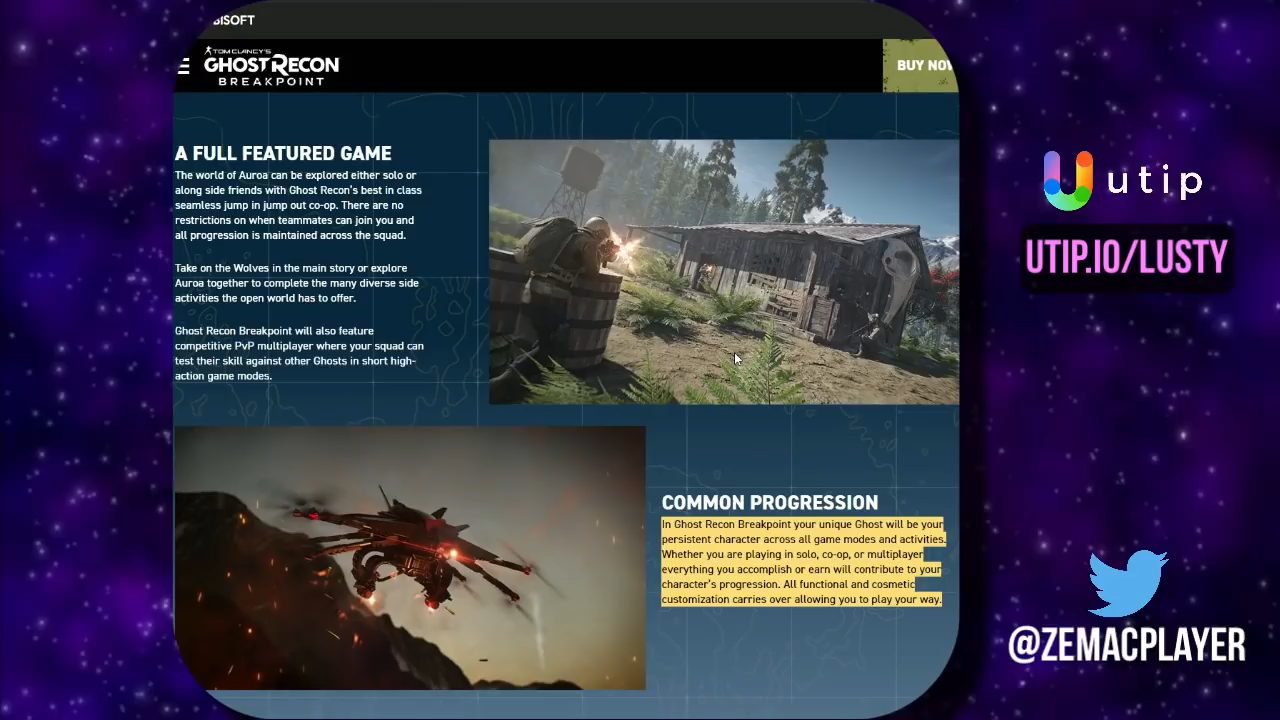 BISOFT
TOM CLANCY'S
GHOST RECON
BREAKPOINT
BUY NOW
A FULL FEATURED GAME
The world of Auroa can be explored either solo or
along side friends with Ghost Recon's best in class
seamless jump in jump out co-op. There are no
restrictions on when teammates can join you and
all progression is maintained across the squad.
Take on the Wolves in the main story or explore
Auroa together to complete the many diverse side
activities the open world has to offer.
Ghost Recon Breakpoint will also feature
competitive PvP multiplayer where your squad can
test their skill against other Ghosts in short high-
action game modes.
COMMON PROGRESSION
In Ghost Recon Breakpoint your unique Ghost will be your
persistent character across all game modes and activities.
Whether you are playing in solo, co-op, or multiplayer
everything you accomplish or earn will contribute to your
character's progression. All functional and cosmetic
customization carries over allowing you to play your way.
utip
UTIP.IO/LUSTY
@ZEMACPLAYER